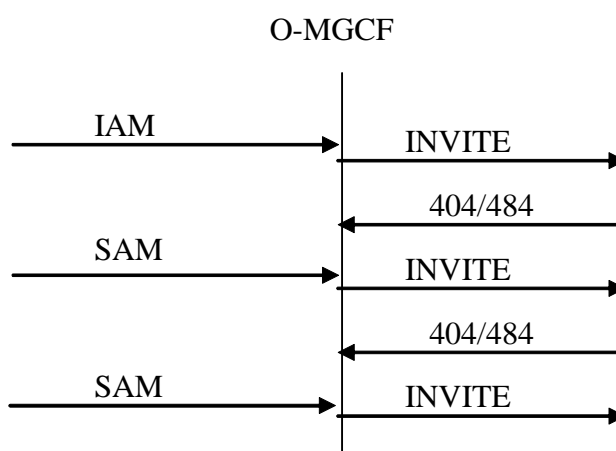 O-MGCF
IAM
INVITE
404/484
SAM
INVITE
404/484
SAM
INVITE